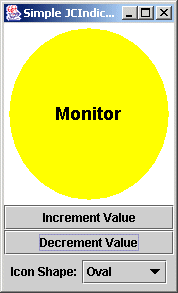 Simple JCIndic...
Monitor
Increment Value
Decrement Value
Icon Shape: Oval